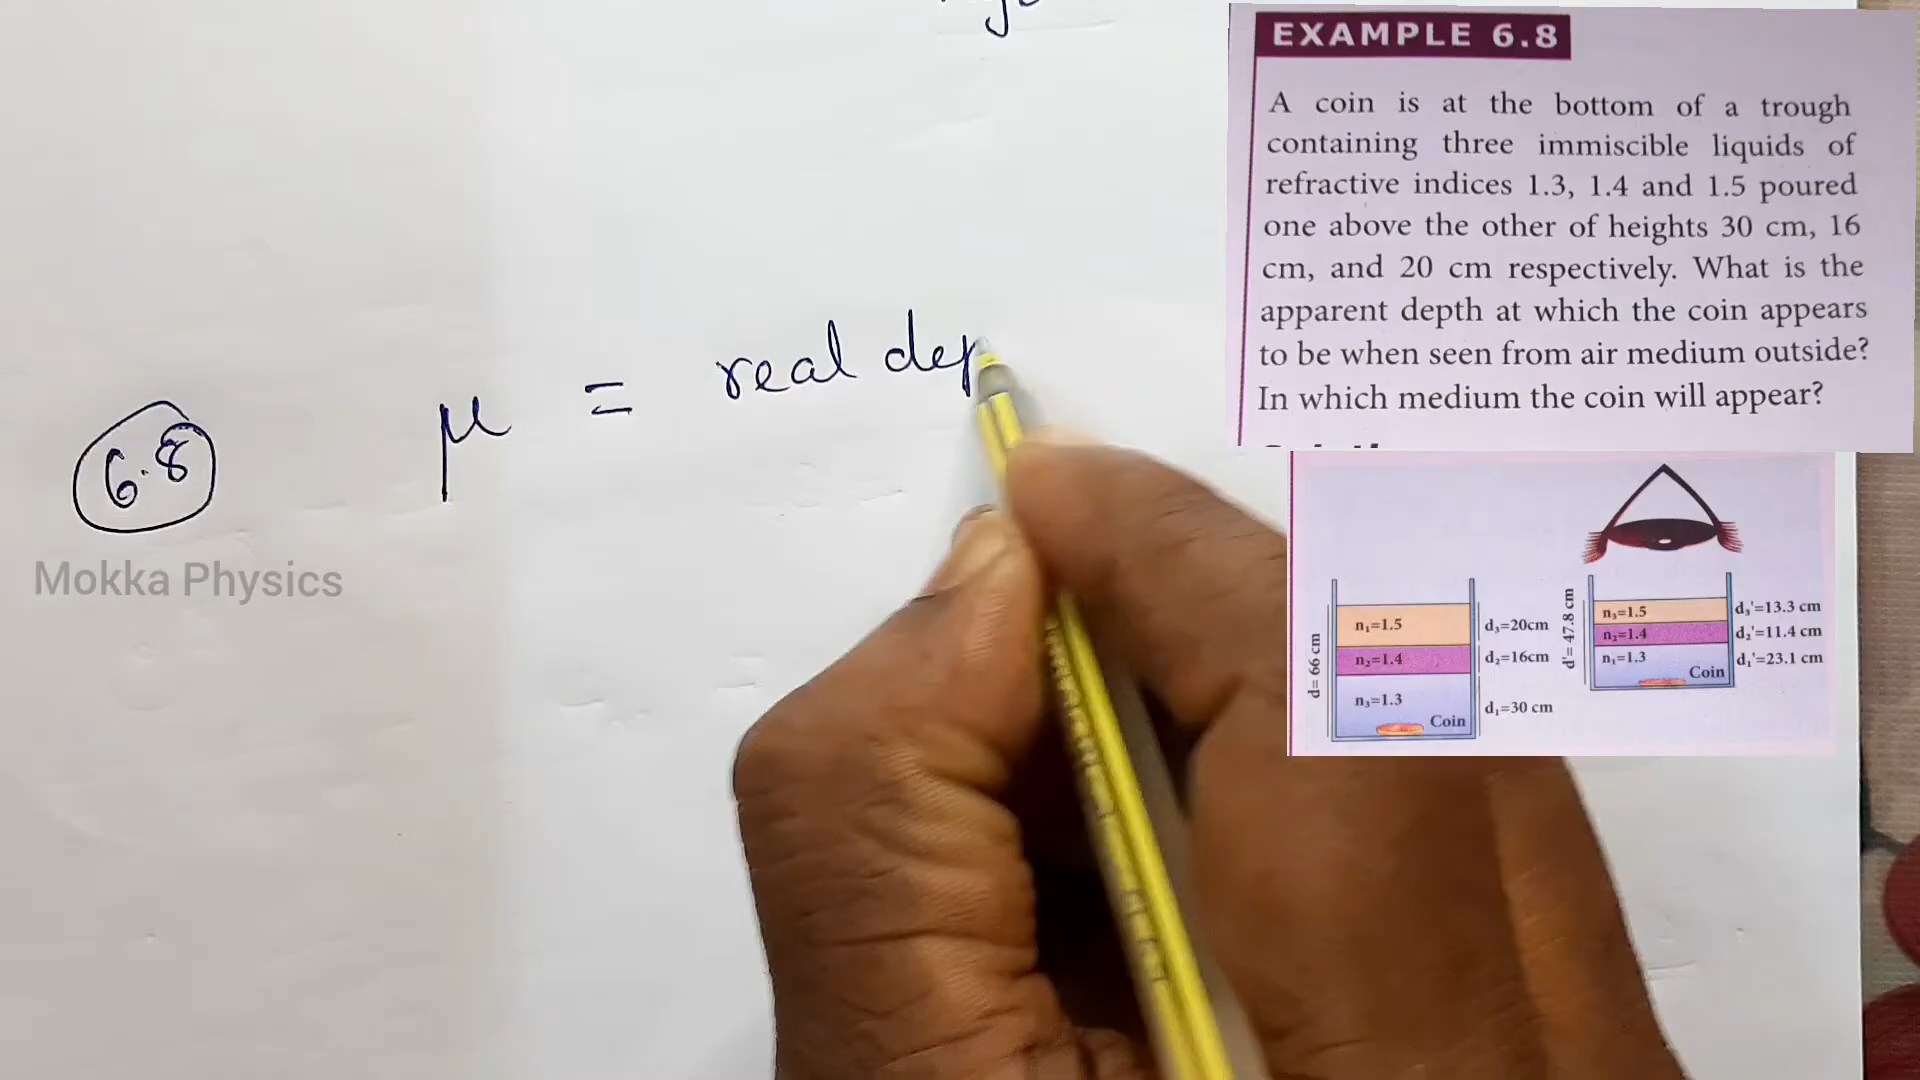 EXAMPLE 6.8
A coin is at the bottom of a trough
containing three immiscible liquids of
refractive indices 1.3, 1.4 and 1.5 poured
one above the other of heights 30 cm, 16
cm, and 20 cm respectively. What is the
apparent depth at which the coin appears
to be when seen from air medium outside?
In which medium the coin will appear?
6.8
μ = real dep
Mokka Physics
d= 66 cm
n₁=1.5
d₃=20cm
n₂=1.4
d₂=16cm
n₃=1.3
d₁=30 cm
Coin
d'= 47.8 cm
n₃=1.5
d₃'=13.3 cm
n₂=1.4
d₂'=11.4 cm
n₁=1.3
d₁'=23.1 cm
Coin